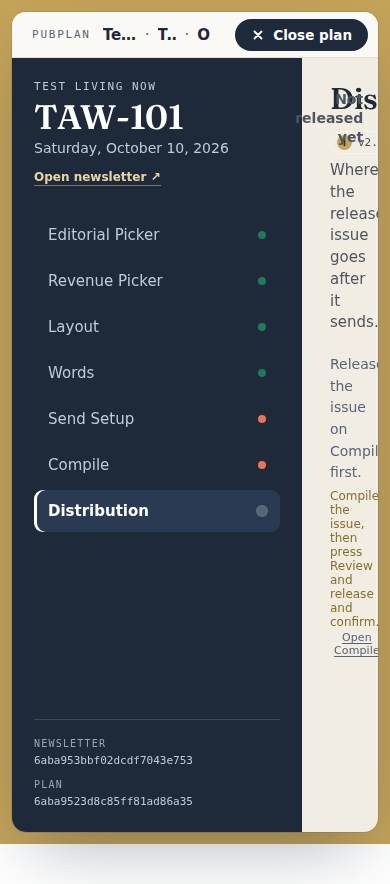 PUBPLAN Te... · T.. · O
✕ Close plan
TEST LIVING NOW
TAW-101
Saturday, October 10, 2026
Open newsletter ↗
Editorial Picker
Revenue Picker
Layout
Words
Send Setup
Compile
Distribution
NEWSLETTER
6aba953bbf02dcdf7043e753
PLAN
6aba9523d8c85ff81ad86a35
Dis
Not
released
yet
v2.
Where
the
release
issue
goes
after
it
sends.
Release
the
issue
on
Compil
first.
Compile
the
issue,
then
press
Review
and
release
and
confirm.
Open
Compile